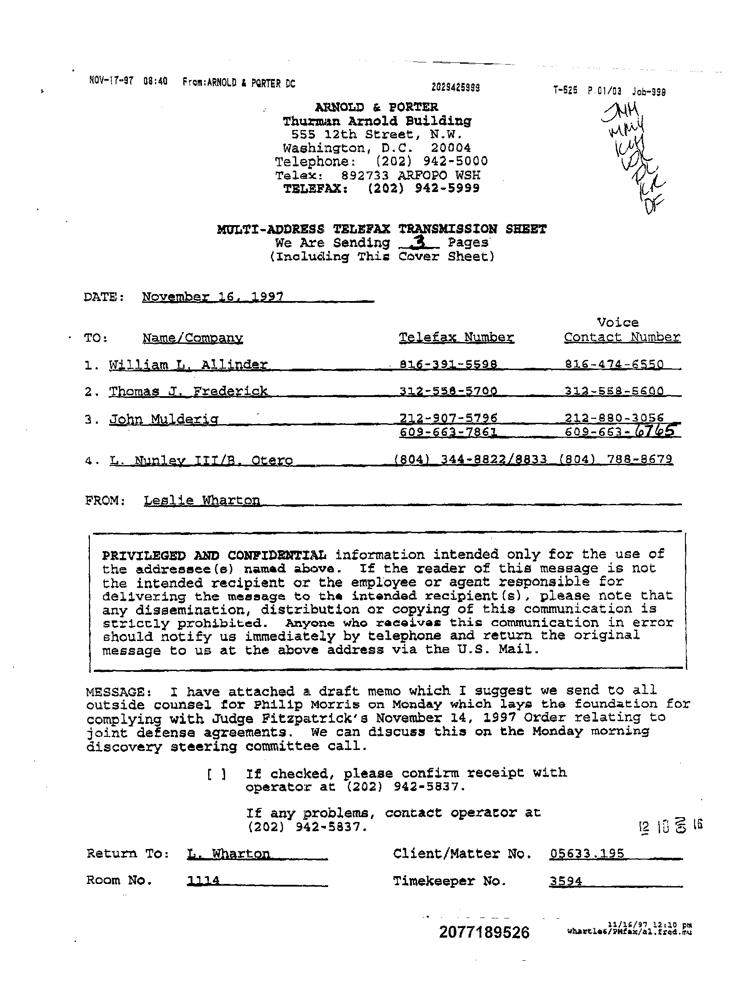 NOV-17-97 08:40 From:ARNOLD & PORTER DC 2029425999 T-525 P.01/03 Job-999
ARNOLD & PORTER
Thurman Arnold Building
555 12th Street, N.W.
Washington, D.C. 20004
Telephone: (202) 942-5000
Telex: 892733 ARFOPO WSH
TELEFAX: (202) 942-5999
JNH
MMY
KR
DF
MULTI-ADDRESS TELEFAX TRANSMISSION SHEET
We Are Sending 3 Pages
(Including This Cover Sheet)
DATE: November 16, 1997
Voice
TO: Name/Company Telefax Number Contact Number
1. William L. Allinder 816-391-5598 816-474-6550
2. Thomas J. Frederick 312-558-5700 312-558-5600
3. John Mulderig 212-907-5796 212-880-3056
609-663-7861 609-663-6765
4. L. Nunley III/B. Otero (804) 344-8822/8833 (804) 788-8679
FROM: Leslie Wharton
PRIVILEGED AND CONFIDENTIAL information intended only for the use of
the addressee(s) named above. If the reader of this message is not
the intended recipient or the employee or agent responsible for
delivering the message to the intended recipient(s), please note that
any dissemination, distribution or copying of this communication is
strictly prohibited. Anyone who receives this communication in error
should notify us immediately by telephone and return the original
message to us at the above address via the U.S. Mail.
MESSAGE: I have attached a draft memo which I suggest we send to all
outside counsel for Philip Morris on Monday which lays the foundation for
complying with Judge Fitzpatrick's November 14, 1997 Order relating to
joint defense agreements. We can discuss this on the Monday morning
discovery steering committee call.
[ ] If checked, please confirm receipt with
operator at (202) 942-5837.
If any problems, contact operator at
(202) 942-5837.
Return To: L. Wharton Client/Matter No. 05633.195
Room No. 1114 Timekeeper No. 3594
11/16/97 12:10 pm
2077189526 whartles/PMfax/al.fred.mu